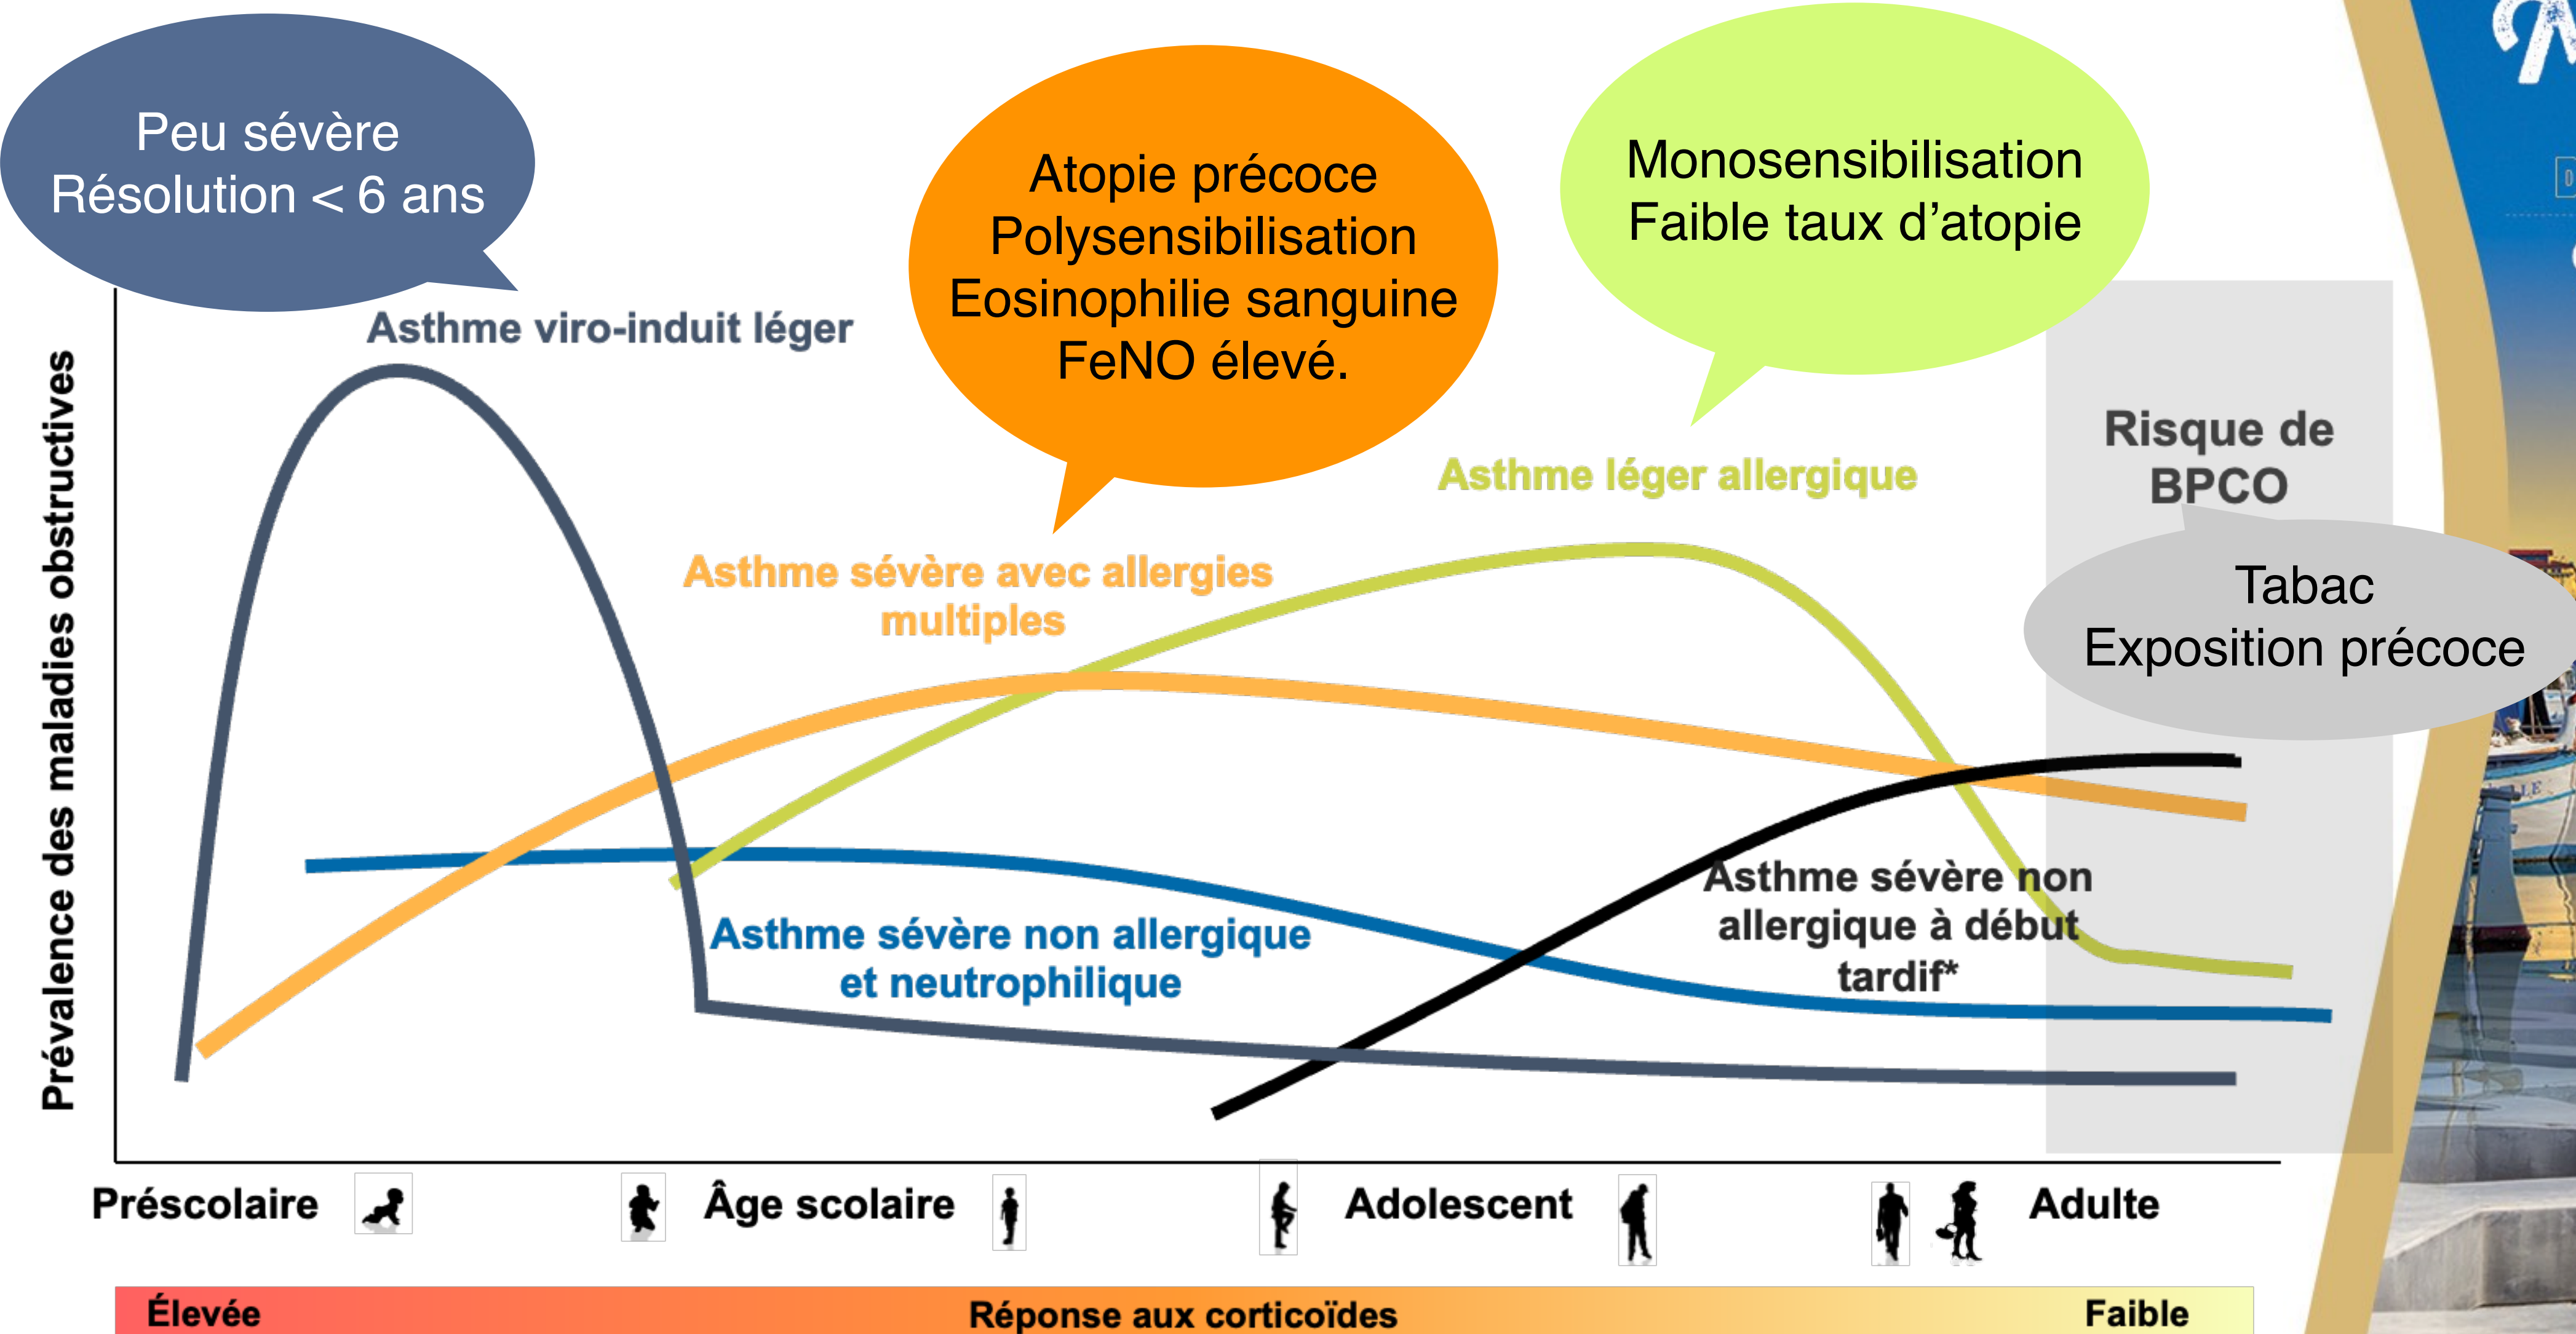 Peu sévère
Résolution < 6 ans
Atopie précoce
Polysensibilisation
Eosinophilie sanguine
FeNO élevé.
Monosensibilisation
Faible taux d’atopie
Prévalence des maladies obstructives
Asthme viro-induit léger
Asthme sévère avec allergies
multiples
Asthme léger allergique
Risque de
BPCO
Tabac
Exposition précoce
Asthme sévère non allergique
et neutrophilique
Asthme sévère non
allergique à début
tardif*
Préscolaire
Âge scolaire
Adolescent
Adulte
Élevée
Réponse aux corticoïdes
Faible